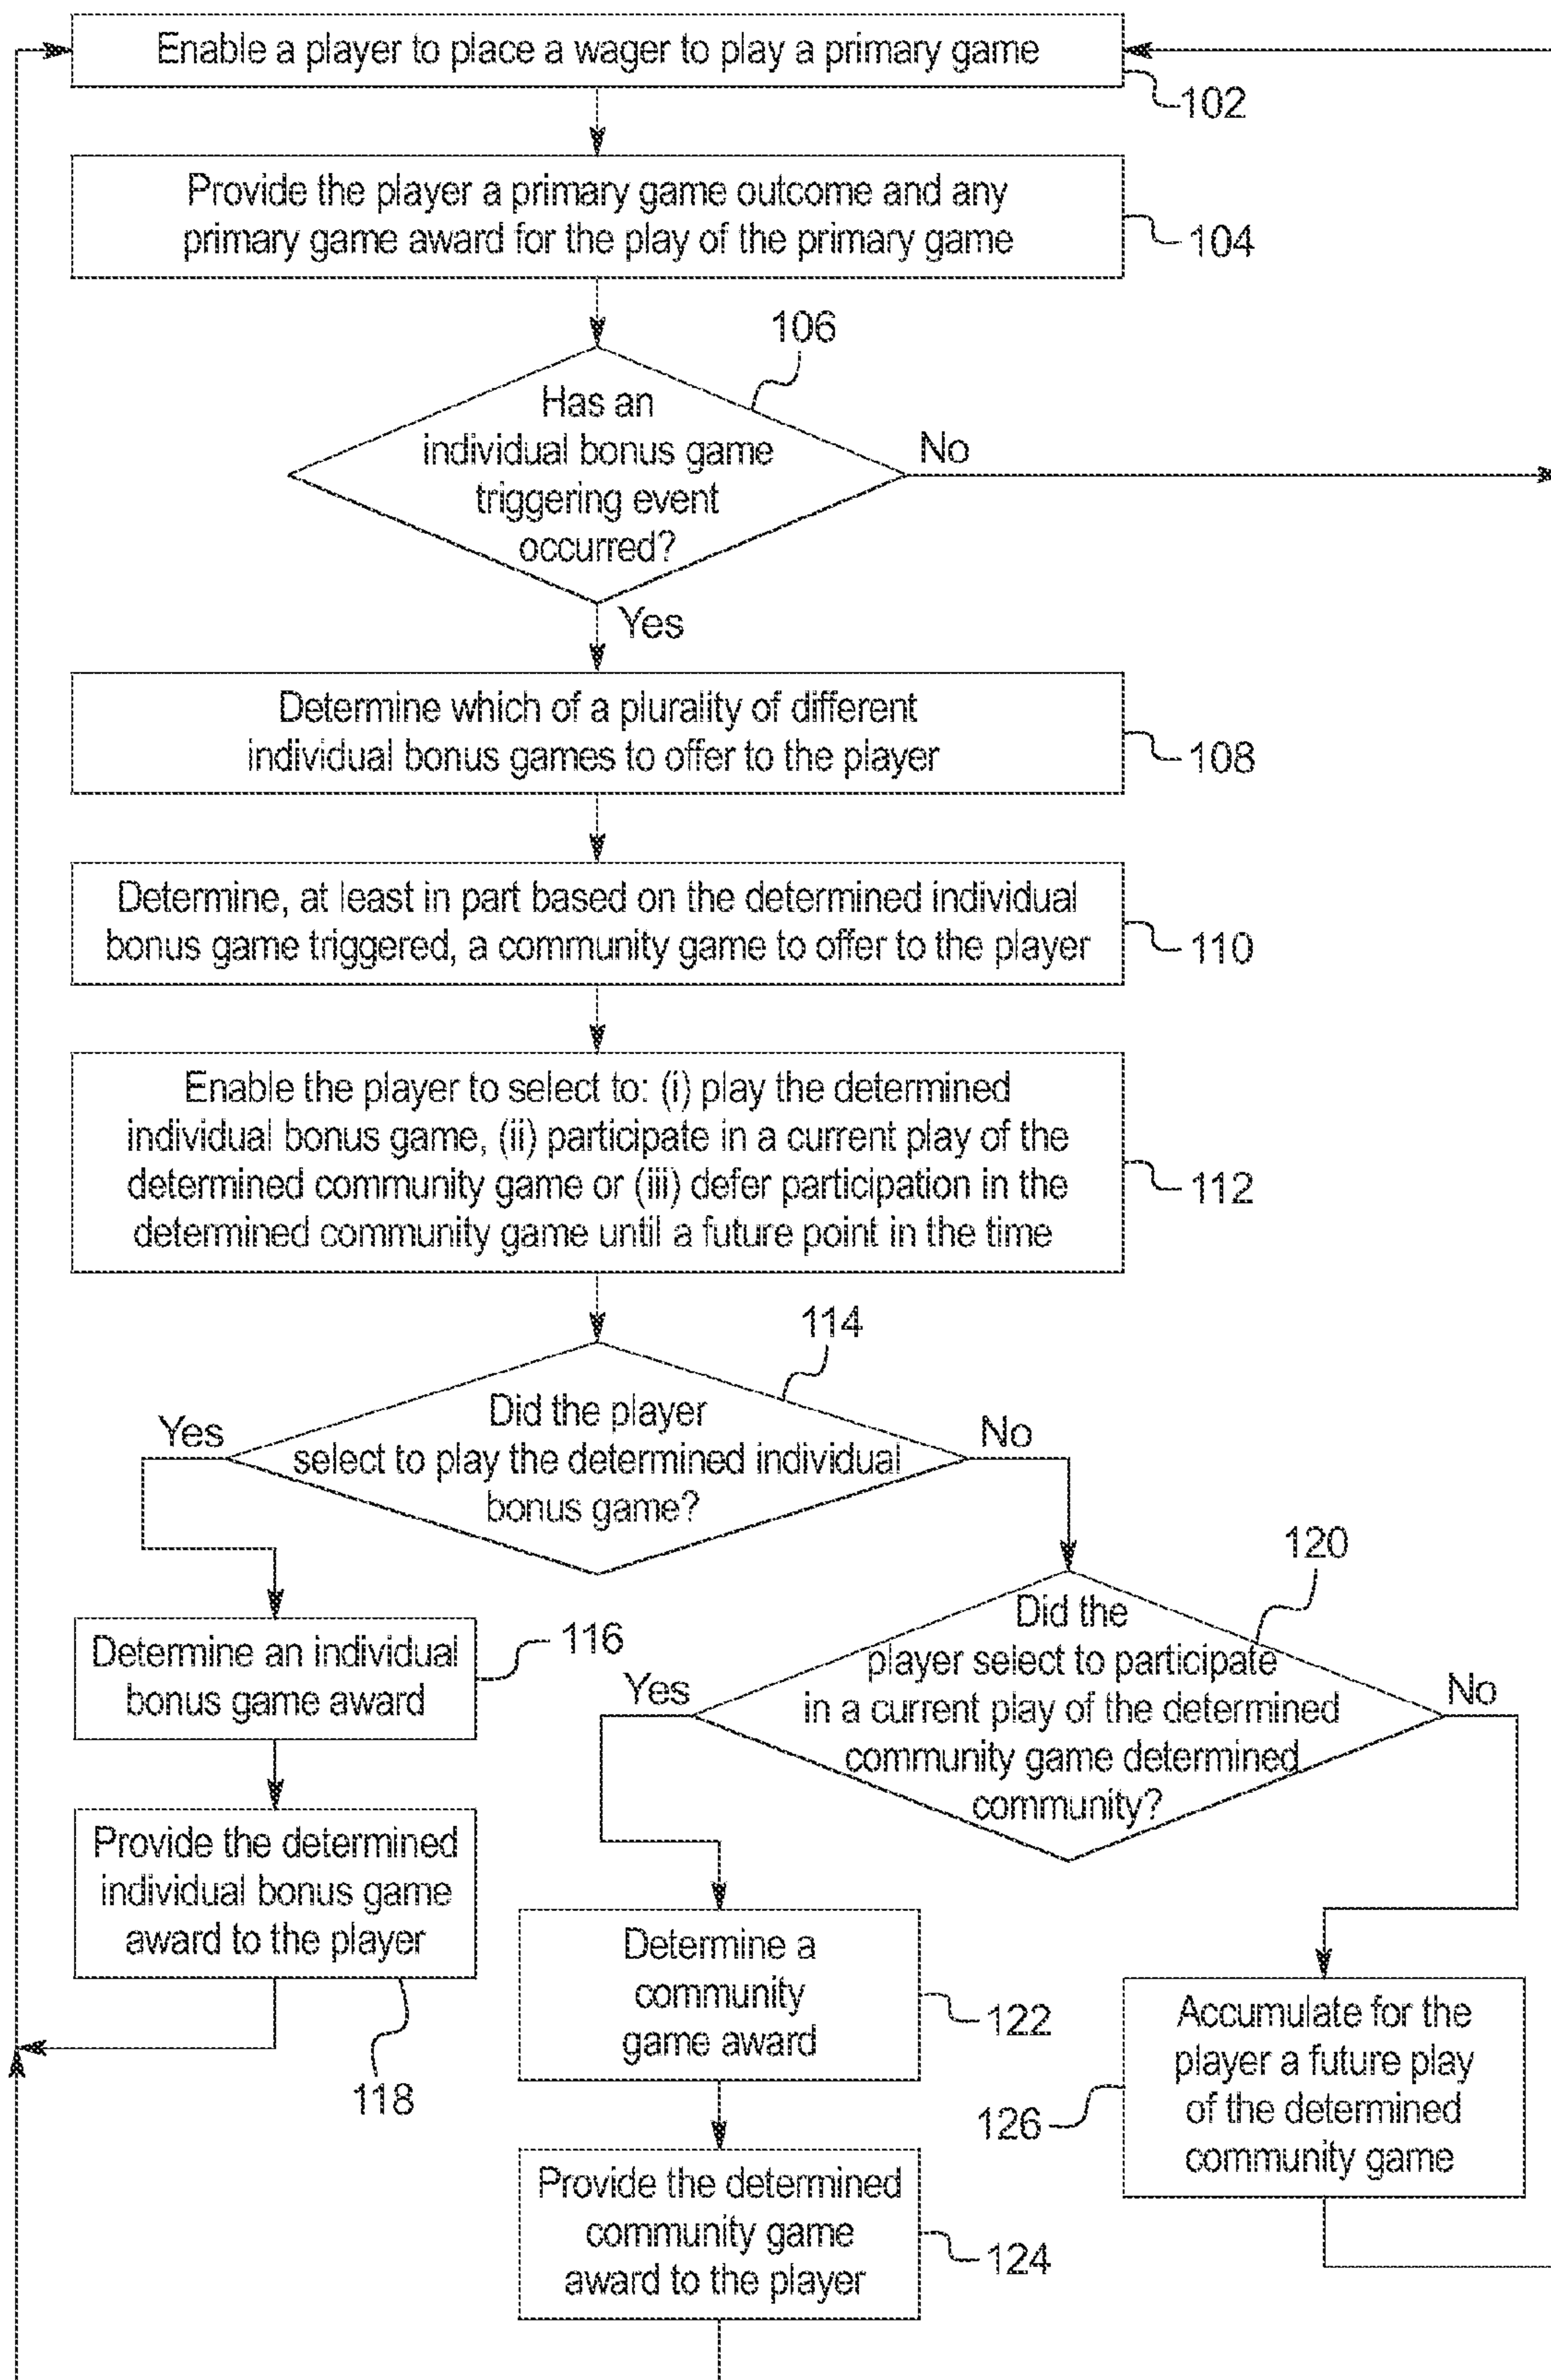 Enable a player to place a wager to play a primary game
102
Provide the player a primary game outcome and any
primary game award for the play of the primary game
104
106
Has an
individual bonus game
triggering event
occurred?
No
Yes
Determine which of a plurality of different
individual bonus games to offer to the player
108
Determine, at least in part based on the determined individual
bonus game triggered, a community game to offer to the player
110
Enable the player to select to: (i) play the determined
individual bonus game, (ii) participate in a current play of the
determined community game or (iii) defer participation in the
determined community game until a future point in the time
112
114
Did the player
select to play the determined individual
bonus game?
Yes
No
120
Did the
player select to participate
in a current play of the determined
community game determined
community?
Yes
No
Determine an individual
bonus game award
116
Provide the determined
individual bonus game
award to the player
118
Determine a
community
game award
122
Provide the determined
community game
award to the player
124
Accumulate for the
player a future play
of the determined
community game
126